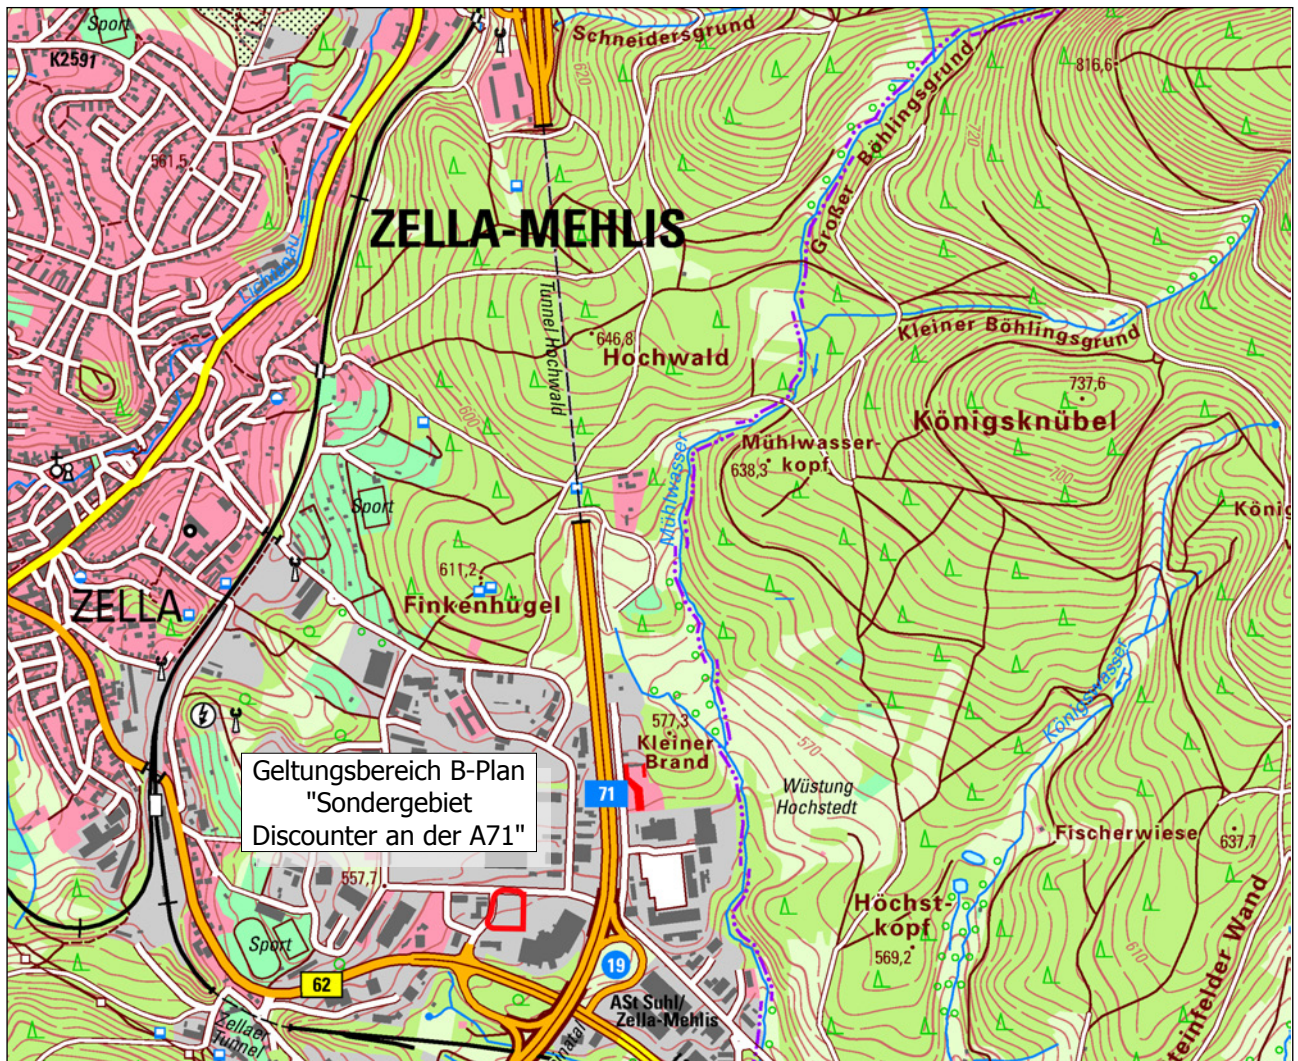 Sport
K2591
Schneidersgrund
620
816,6
561,5
720
Großer Böhlingsgrund
ZELLA-MEHLIS
Lichtenau
Tunnel Hochwald
646,8
Hochwald
Kleiner Böhlingsgrund
737,6
Königsknübel
600
Mühlwasser-
kopf
638,3
700
Mühlwasser
Sport
König
611,2
Finkenhügel
ZELLA
Königswasser
577,3
Kleiner
Brand
570
Geltungsbereich B-Plan
"Sondergebiet
Discounter an der A71"
71
Wüstung
Hochstedt
Fischerwiese
637,7
557,7
Höchst-
kopf
569,2
610
teinfelder Wand
Sport
62
19
ASt Suhl/
Zella-Mehlis
Zellaer
Tunnel